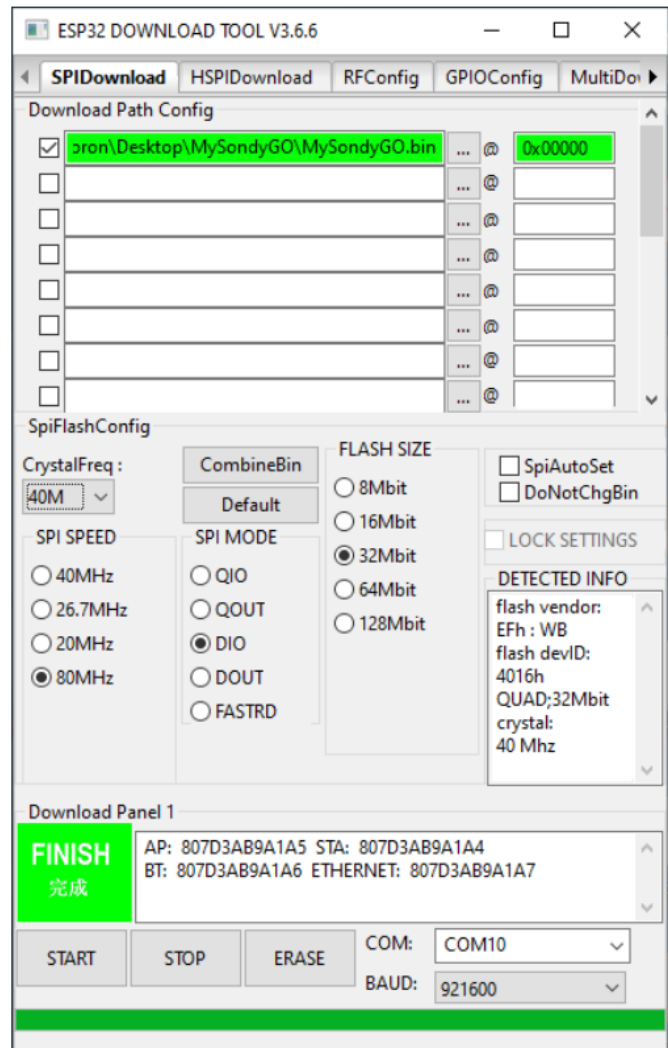 ESP32 DOWNLOAD TOOL V3.6.6
SPIDownload HSPIDownload RFConfig GPIOConfig MultiDo
Download Path Config
oron\Desktop\MySondyGO\MySondyGO.bin ... @ 0x00000
... @
... @
... @
... @
... @
... @
... @
SpiFlashConfig
CrystalFreq :
40M
CombineBin
Default
SPI SPEED
40MHz
26.7MHz
20MHz
80MHz
SPI MODE
QIO
QOUT
DIO
DOUT
FASTRD
FLASH SIZE
8Mbit
16Mbit
32Mbit
64Mbit
128Mbit
SpiAutoSet
DoNotChgBin
LOCK SETTINGS
DETECTED INFO
flash vendor:
EFh : WB
flash devID:
4016h
QUAD;32Mbit
crystal:
40 Mhz
Download Panel 1
FINISH
完成
AP: 807D3AB9A1A5 STA: 807D3AB9A1A4
BT: 807D3AB9A1A6 ETHERNET: 807D3AB9A1A7
START STOP ERASE
COM: COM10
BAUD: 921600